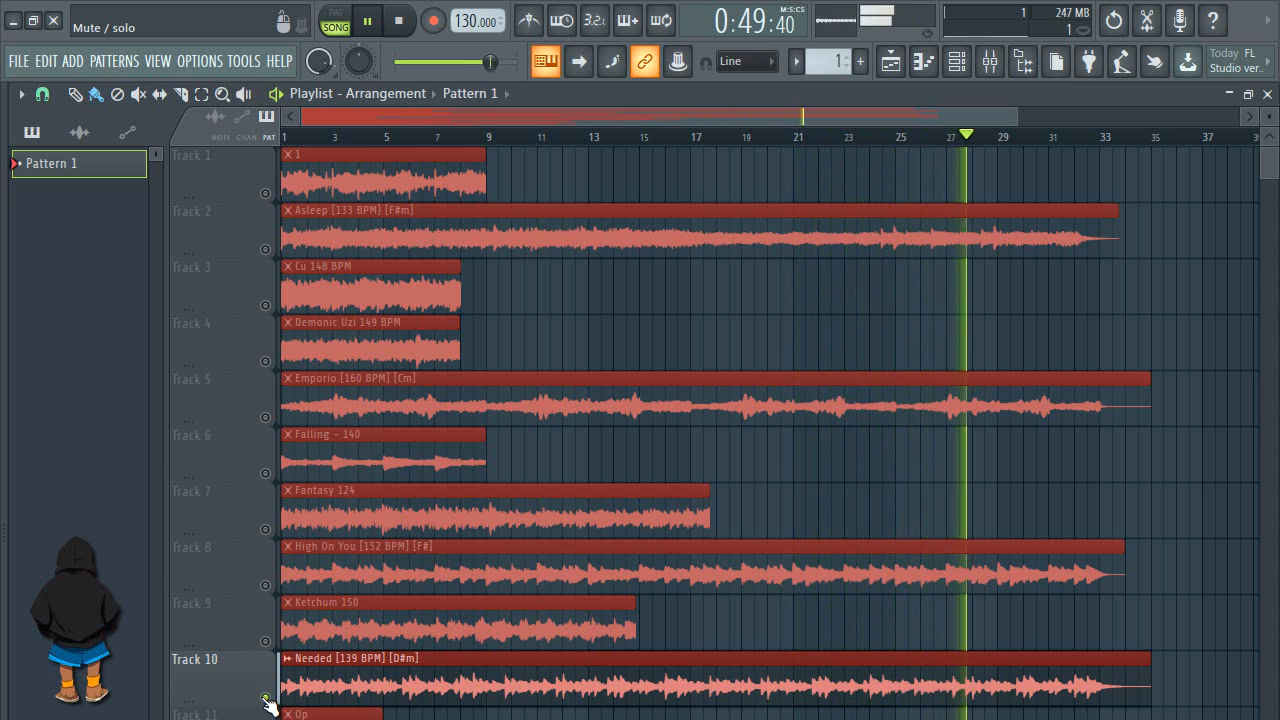 Mute / solo
PAT
SONG
130.000
3.2.
0:49:40
M:S:CS
1
247 MB
1
FILE EDIT ADD PATTERNS VIEW OPTIONS TOOLS HELP
Line
1
Today FL
Studio ver..
Playlist - Arrangement Pattern 1
NOTE CHAN PAT
1 3 5 7 9 11 13 15 17 19 21 23 25 27 29 31 33 35 37
Pattern 1
Track 1
1
Track 2
Asleep [133 BPM] [F#m]
Track 3
Cu 148 BPM
Track 4
Demonic Uzi 149 BPM
Track 5
Emporio [160 BPM] [Cm]
Track 6
Falling - 140
Track 7
Fantasy 124
Track 8
High On You [152 BPM] [F#]
Track 9
Ketchum 150
Track 10
Needed [139 BPM] [D#m]
Track 11
Op